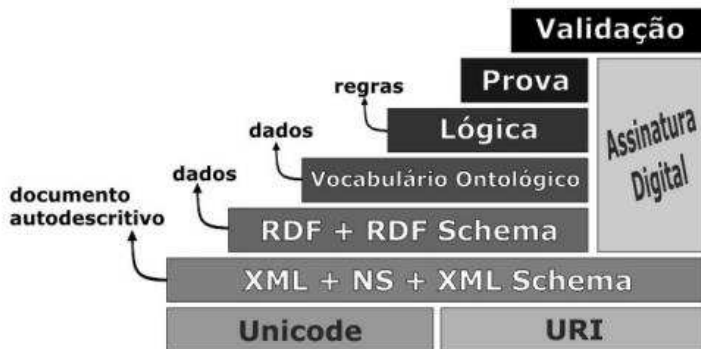 Validação
Prova
regras
Lógica
Assinatura
Digital
dados
Vocabulário Ontológico
dados
RDF + RDF Schema
documento
autodescritivo
XML + NS + XML Schema
Unicode
URI